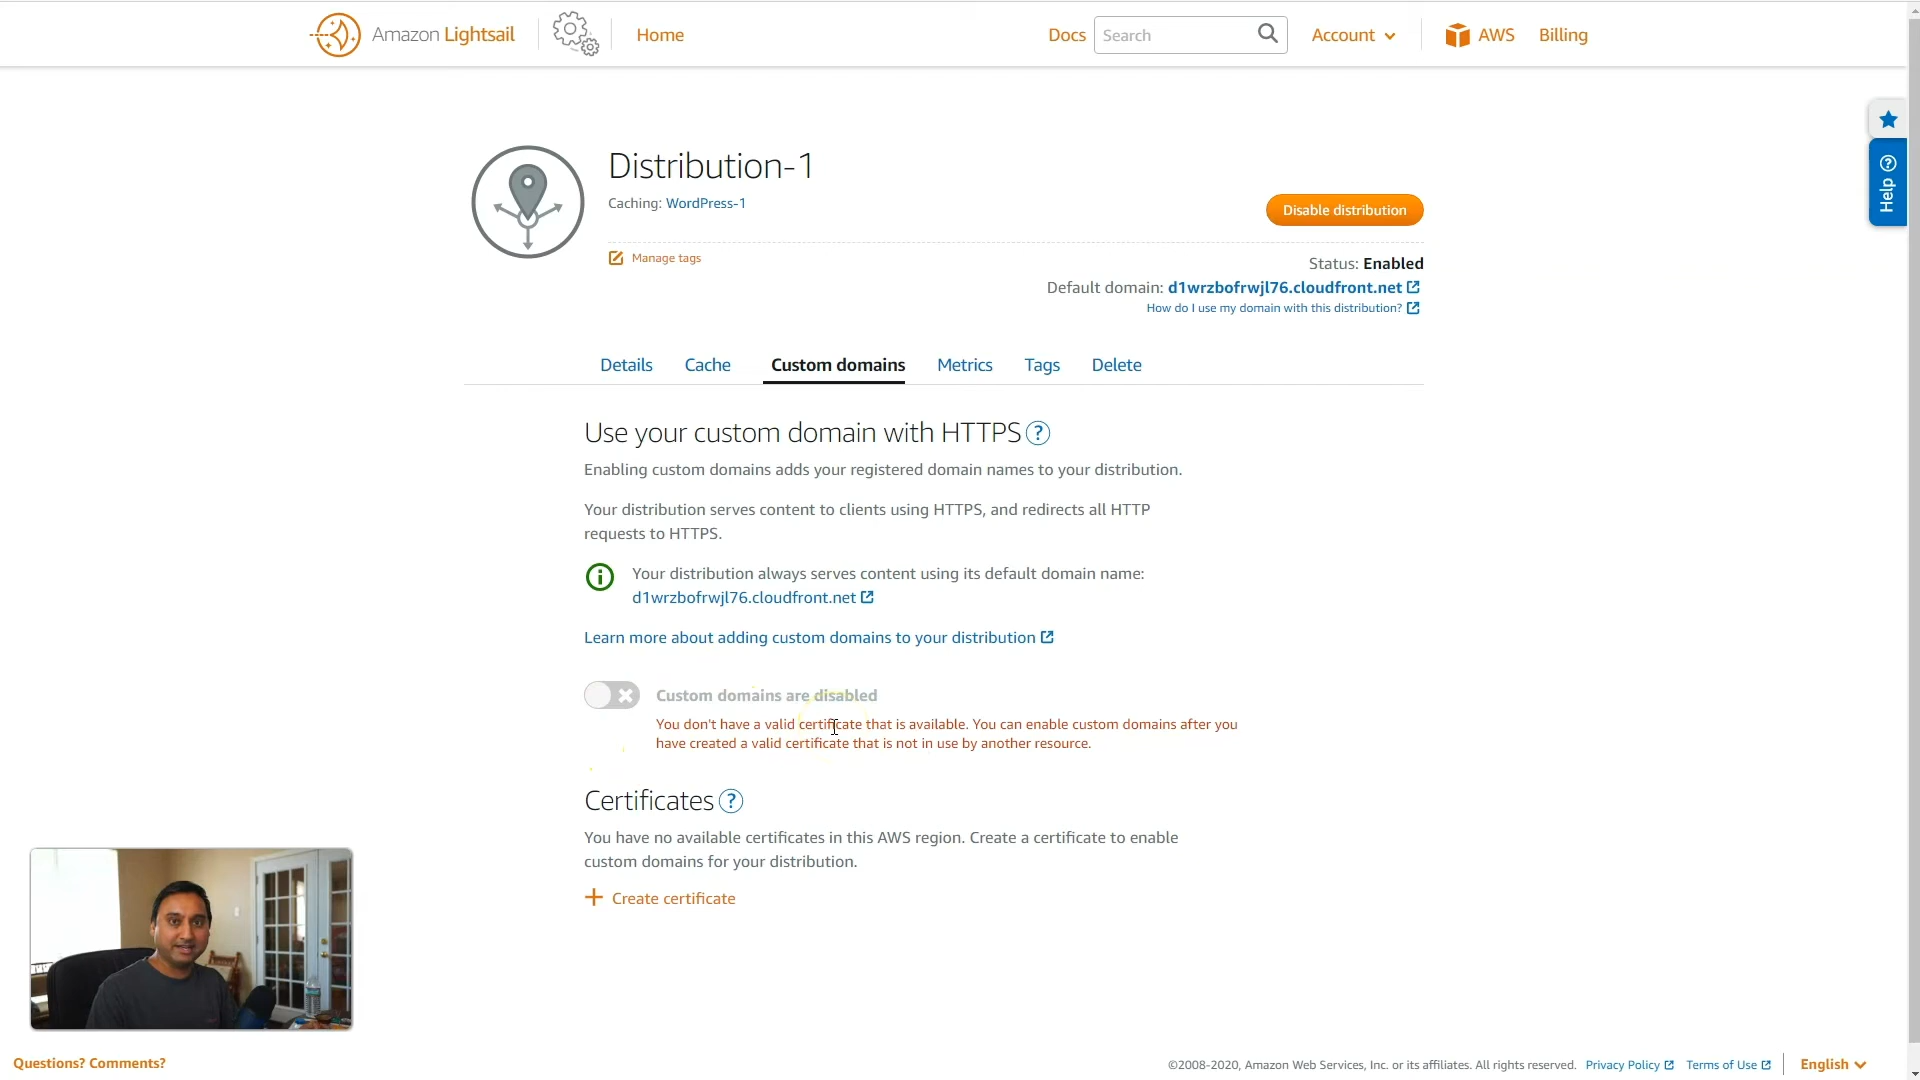 Amazon Lightsail
Home
Docs
Search
Account
AWS
Billing
Help
Distribution-1
Caching: WordPress-1
Disable distribution
Manage tags
Status: Enabled
Default domain: d1wrzbofrwjl76.cloudfront.net
How do I use my domain with this distribution?
Details
Cache
Custom domains
Metrics
Tags
Delete
Use your custom domain with HTTPS ?
Enabling custom domains adds your registered domain names to your distribution.
Your distribution serves content to clients using HTTPS, and redirects all HTTP
requests to HTTPS.
Your distribution always serves content using its default domain name:
d1wrzbofrwjl76.cloudfront.net
Learn more about adding custom domains to your distribution
Custom domains are disabled
You don't have a valid certificate that is available. You can enable custom domains after you
have created a valid certificate that is not in use by another resource.
Certificates ?
You have no available certificates in this AWS region. Create a certificate to enable
custom domains for your distribution.
+ Create certificate
Questions? Comments?
©2008-2020, Amazon Web Services, Inc. or its affiliates. All rights reserved.
Privacy Policy
Terms of Use
English